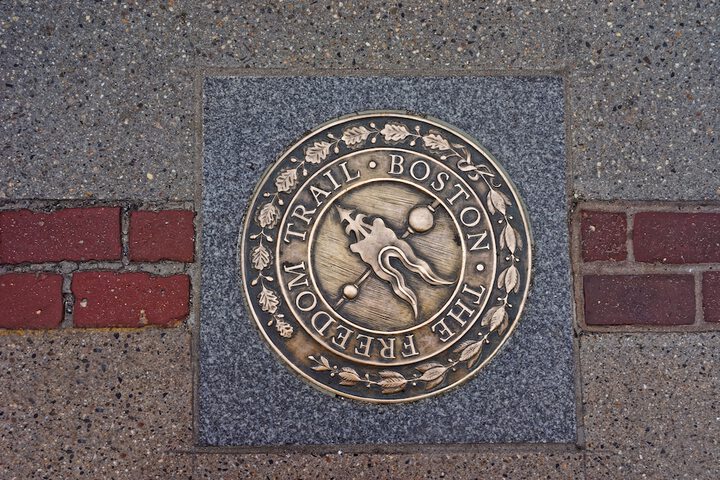 THE FREEDOM TRAIL · BOSTON ·